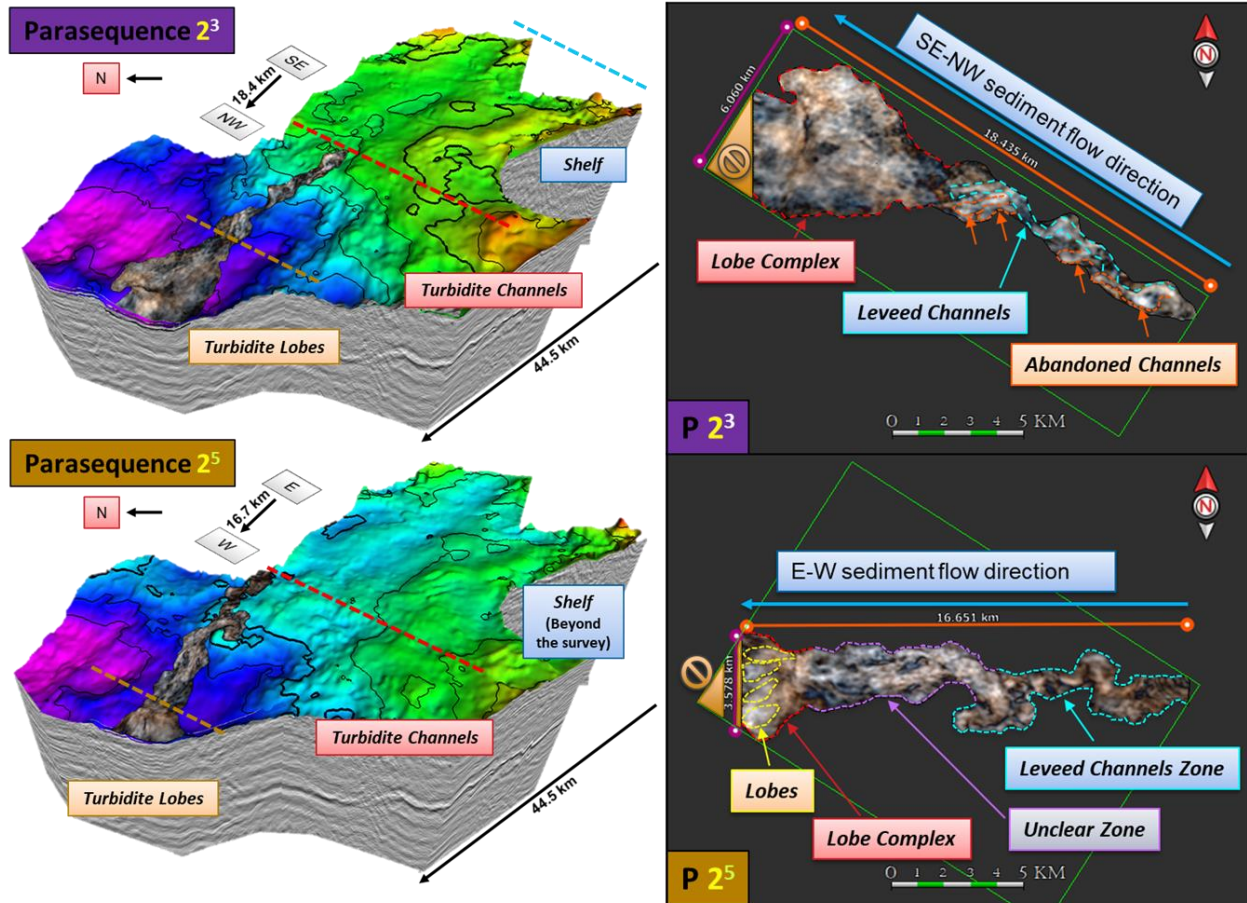 Parasequence 2³
N
SE
18.4 km
NW
Shelf
Turbidite Channels
Turbidite Lobes
44.5 km
SE-NW sediment flow direction
6.060 km
18.435 km
N
Lobe Complex
Leveed Channels
Abandoned Channels
P 2³
0 1 2 3 4 5 KM
Parasequence 2⁵
N
E
16.7 km
W
Shelf
(Beyond
the survey)
Turbidite Channels
Turbidite Lobes
44.5 km
E-W sediment flow direction
16.651 km
3.578 km
N
Lobes
Leveed Channels Zone
Lobe Complex
Unclear Zone
P 2⁵
0 1 2 3 4 5 KM